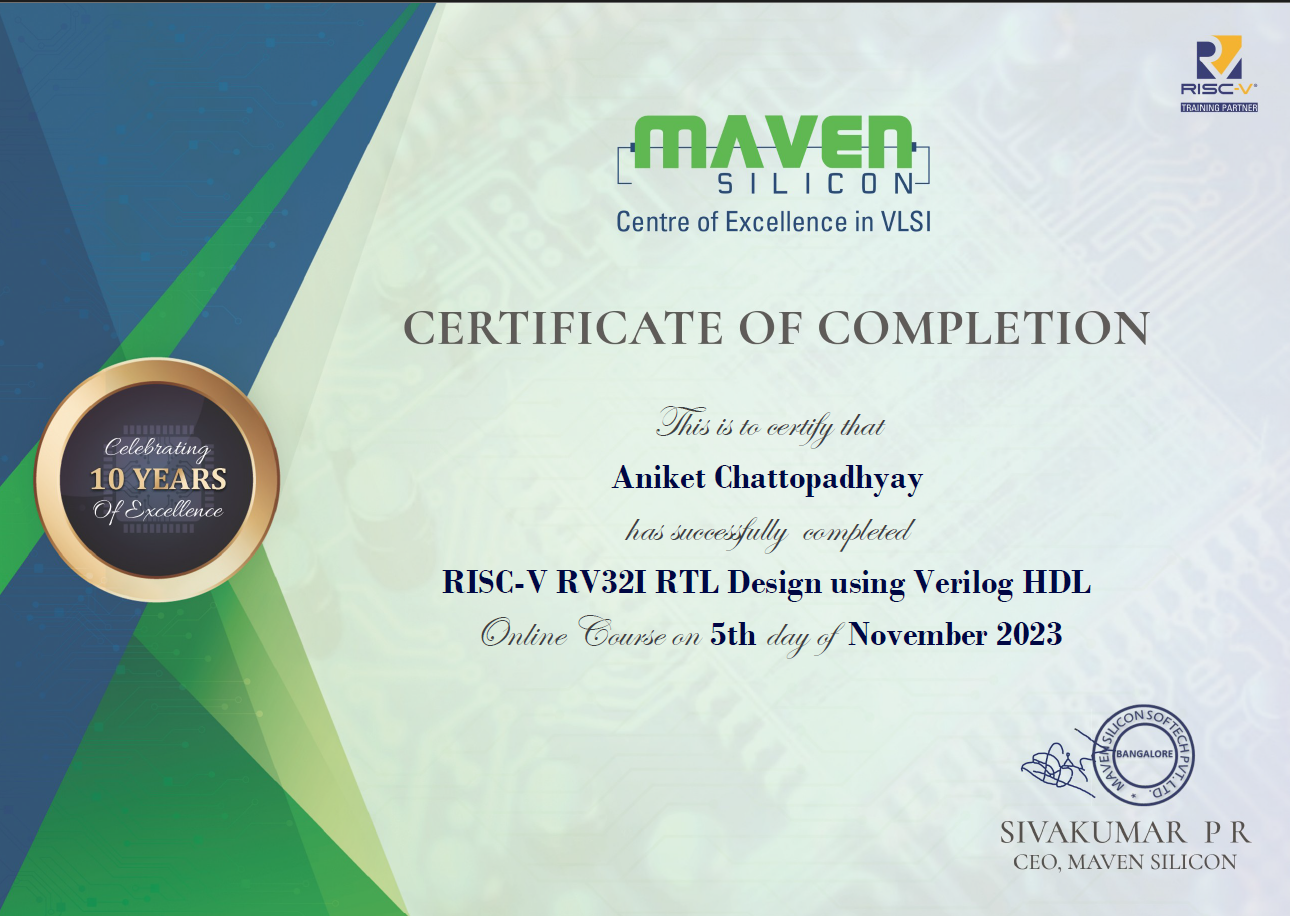 RISC-V®
TRAINING PARTNER
MAVEN
SILICON
Centre of Excellence in VLSI
CERTIFICATE OF COMPLETION
This is to certify that
Aniket Chattopadhyay
has successfully completed
RISC-V RV32I RTL Design using Verilog HDL
Online Course on 5th day of November 2023
Celebrating
10 YEARS
Of Excellence
MAVEN SILICON SOFTECH PVT. LTD.
BANGALORE
SIVAKUMAR P R
CEO, MAVEN SILICON